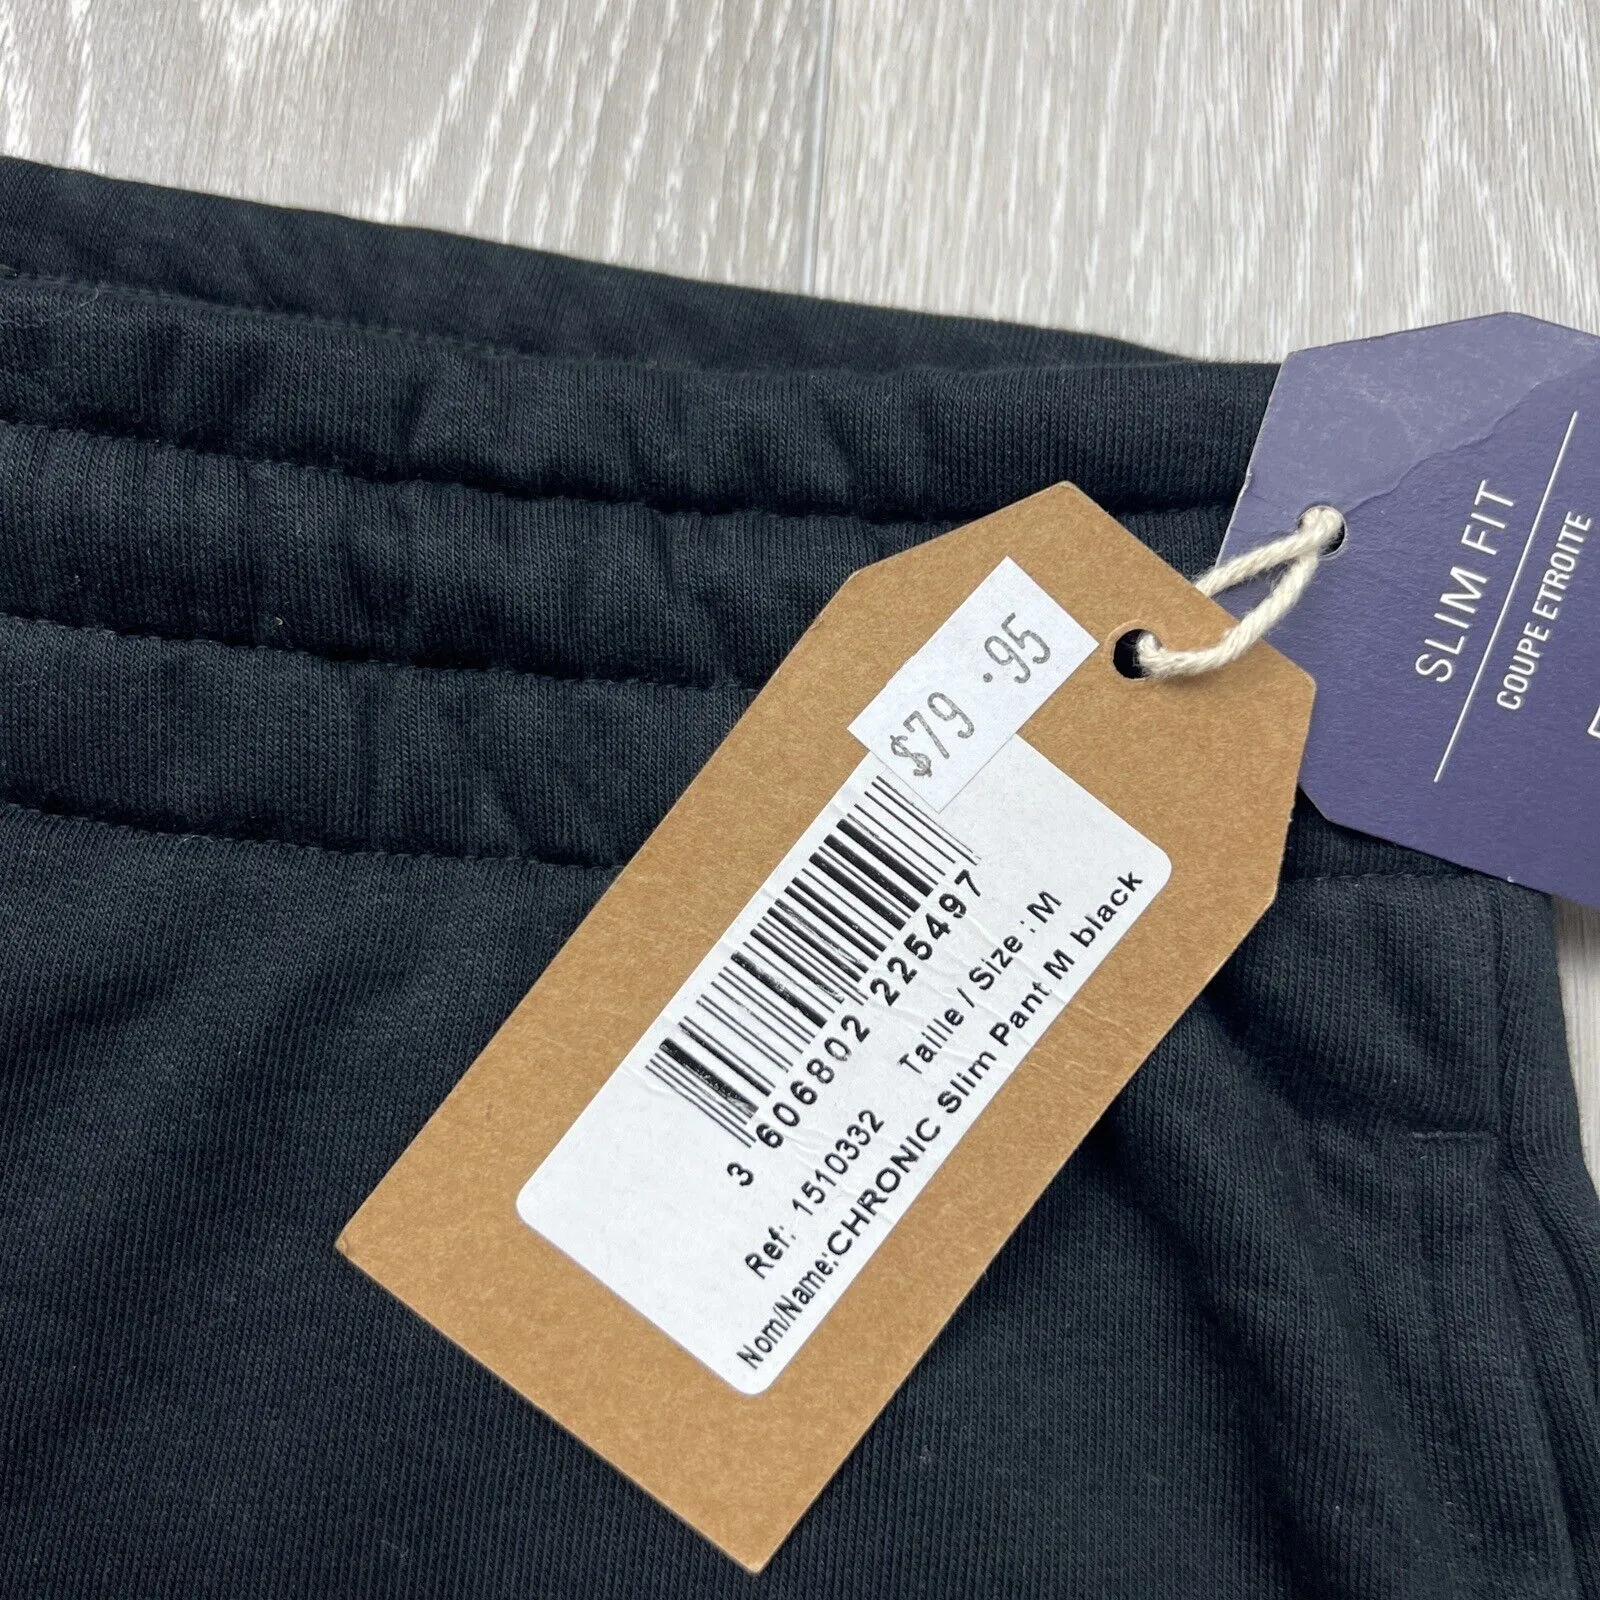 $79.95
3 606802 225497
Ref: 1510332 Taille / Size : M
Nom/Name:CHRONIC Slim Pant M black
SLIM FIT
COUPE ETROITE